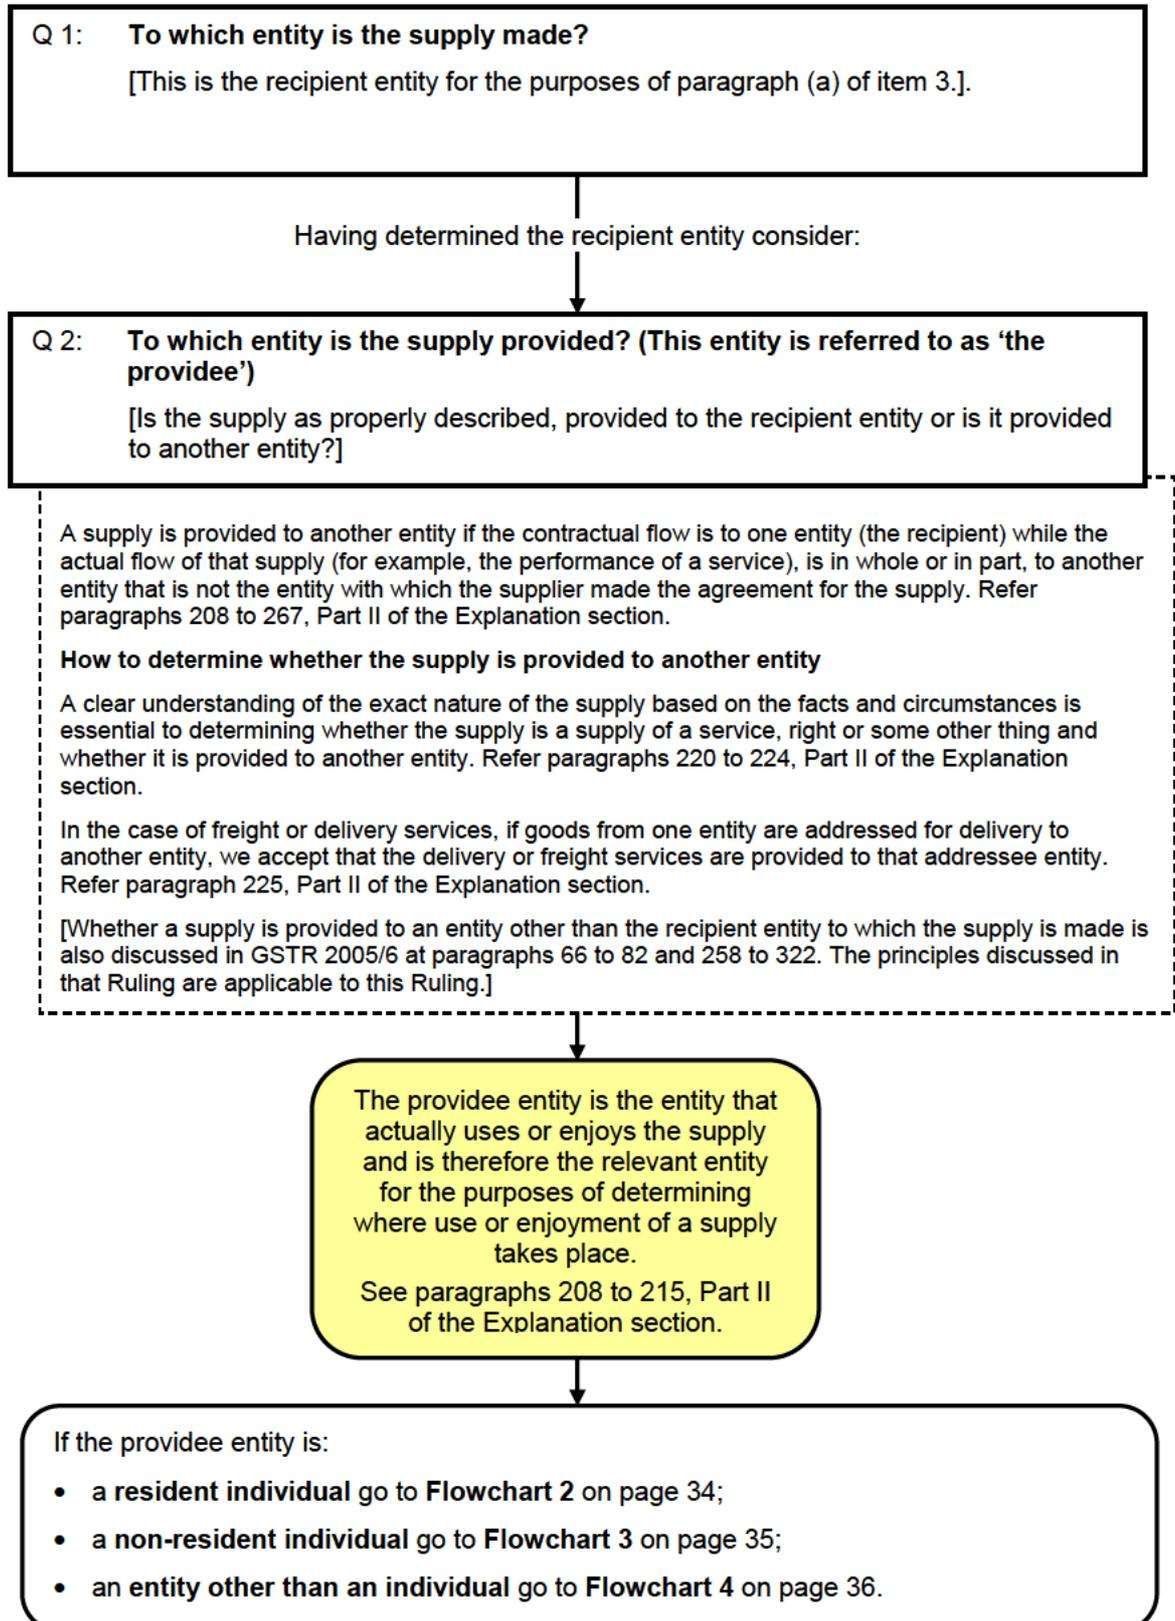 Q 1: To which entity is the supply made?
[This is the recipient entity for the purposes of paragraph (a) of item 3.].
Having determined the recipient entity consider:
Q 2: To which entity is the supply provided? (This entity is referred to as ‘the
providee’)
[Is the supply as properly described, provided to the recipient entity or is it provided
to another entity?]
A supply is provided to another entity if the contractual flow is to one entity (the recipient) while the
actual flow of that supply (for example, the performance of a service), is in whole or in part, to another
entity that is not the entity with which the supplier made the agreement for the supply. Refer
paragraphs 208 to 267, Part II of the Explanation section.
How to determine whether the supply is provided to another entity
A clear understanding of the exact nature of the supply based on the facts and circumstances is
essential to determining whether the supply is a supply of a service, right or some other thing and
whether it is provided to another entity. Refer paragraphs 220 to 224, Part II of the Explanation
section.
In the case of freight or delivery services, if goods from one entity are addressed for delivery to
another entity, we accept that the delivery or freight services are provided to that addressee entity.
Refer paragraph 225, Part II of the Explanation section.
[Whether a supply is provided to an entity other than the recipient entity to which the supply is made is
also discussed in GSTR 2005/6 at paragraphs 66 to 82 and 258 to 322. The principles discussed in
that Ruling are applicable to this Ruling.]
The providee entity is the entity that
actually uses or enjoys the supply
and is therefore the relevant entity
for the purposes of determining
where use or enjoyment of a supply
takes place.
See paragraphs 208 to 215, Part II
of the Explanation section.
If the providee entity is:
• a resident individual go to Flowchart 2 on page 34;
• a non-resident individual go to Flowchart 3 on page 35;
• an entity other than an individual go to Flowchart 4 on page 36.